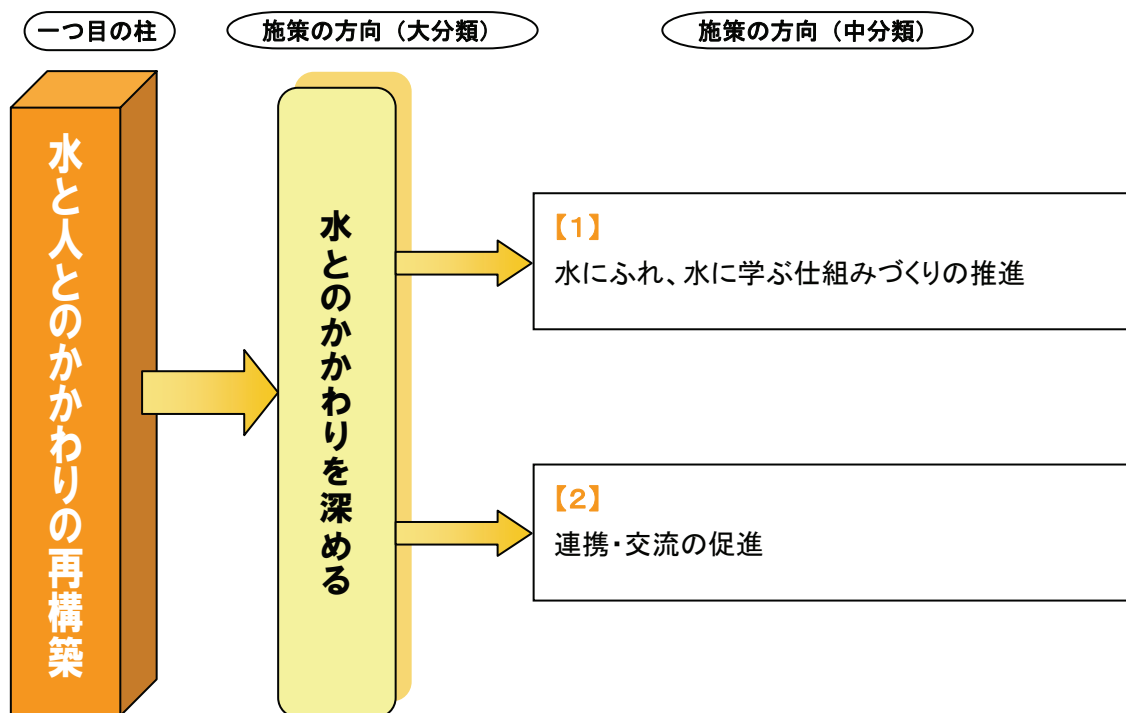 一つ目の柱
施策の方向（大分類）
施策の方向（中分類）
水と人とのかかわりの再構築
水とのかかわりを深める
【1】
水にふれ、水に学ぶ仕組みづくりの推進
【2】
連携・交流の促進